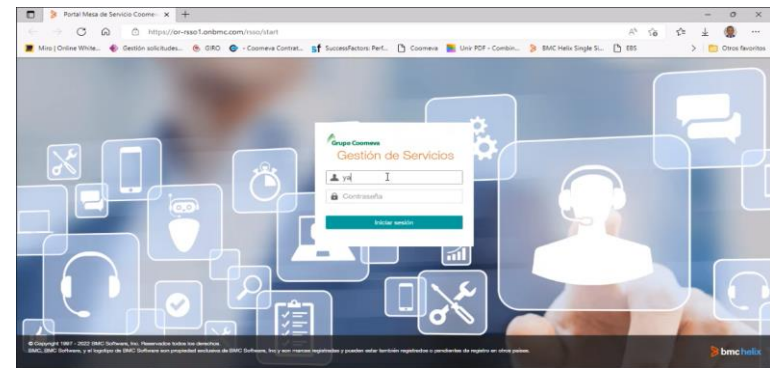 Portal Mesa de Servicio Coome
https://or-rsso1.onbmc.com/rsso/start
Miro | Online White... Gestión solicitudes... GIRO - Coomeva Contrat... SuccessFactors: Perf... Coomeva Unir PDF - Combin... BMC Helix Single Si... EBS Otros favoritos
Grupo Coomeva
Gestión de Servicios
ya
Contraseña
Iniciar sesión
© Copyright 1997 - 2022 BMC Software, Inc. Reservados todos los derechos.
BMC, BMC Software, y el logotipo de BMC Software son propiedad exclusiva de BMC Software, Inc y son marcas registradas y pueden estar también registradas o pendientes de registro en otros países.
bmc helix